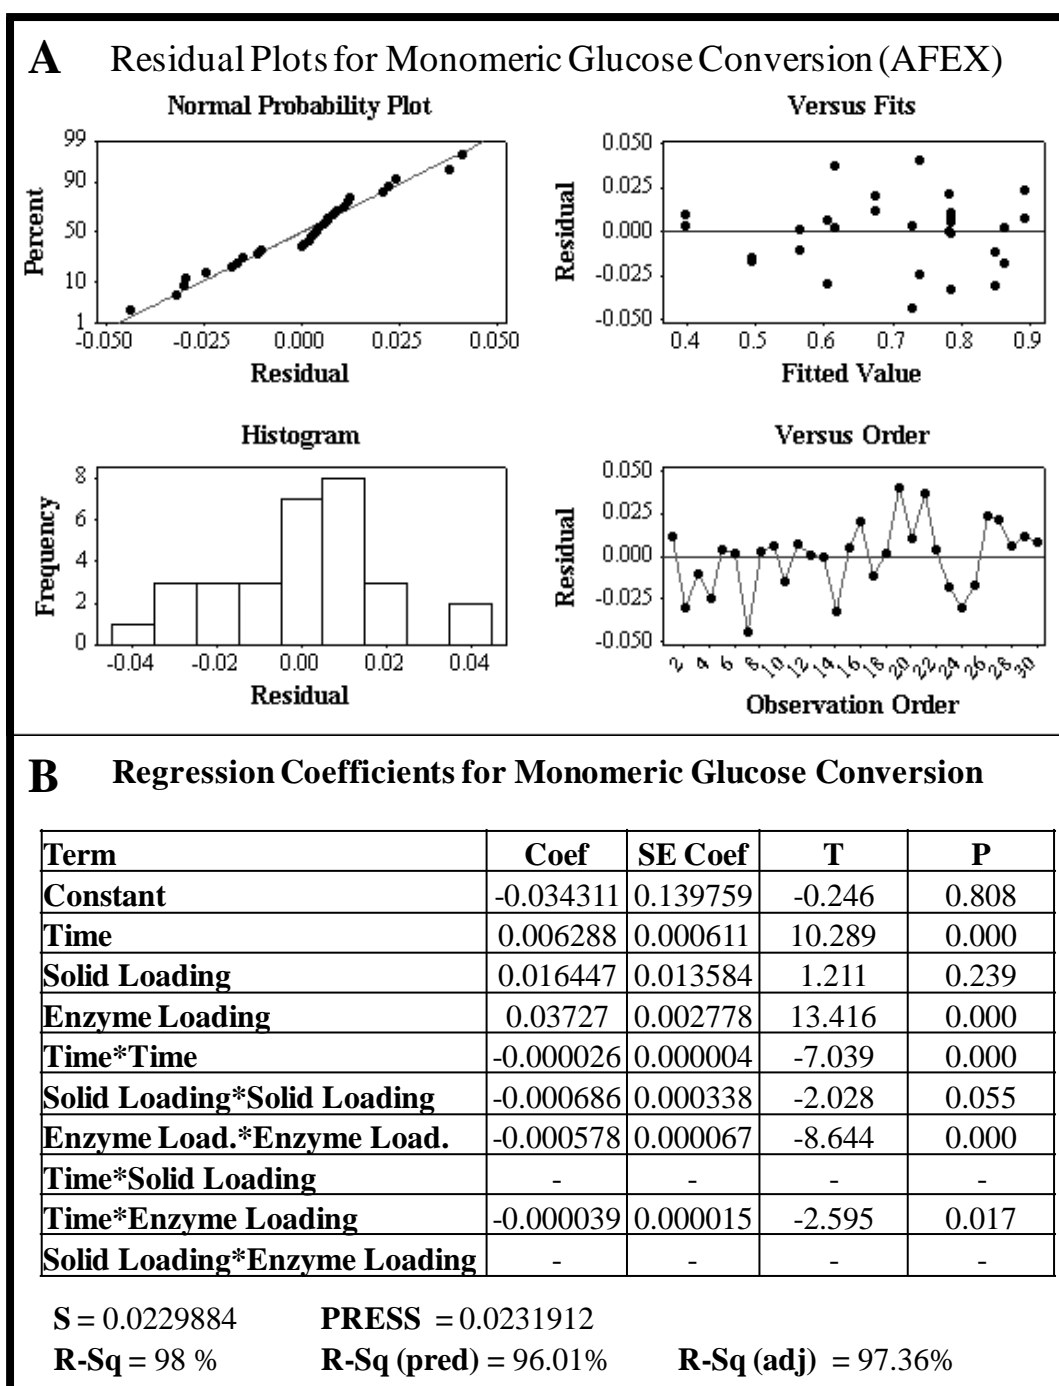 A Residual Plots for Monomeric Glucose Conversion (AFEX)
Normal Probability Plot
99
90
50
10
1
Percent
-0.050 -0.025 0.000 0.025 0.050
Residual
Versus Fits
0.050
0.025
0.000
-0.025
-0.050
Residual
0.4 0.5 0.6 0.7 0.8 0.9
Fitted Value
Histogram
8
6
4
2
0
Frequency
-0.04 -0.02 0.00 0.02 0.04
Residual
Versus Order
0.050
0.025
0.000
-0.025
-0.050
Residual
2 4 6 8 10 12 14 16 18 20 22 24 26 28 30
Observation Order
B Regression Coefficients for Monomeric Glucose Conversion
Term Coef SE Coef T P
Constant -0.034311 0.139759 -0.246 0.808
Time 0.006288 0.000611 10.289 0.000
Solid Loading 0.016447 0.013584 1.211 0.239
Enzyme Loading 0.03727 0.002778 13.416 0.000
Time*Time -0.000026 0.000004 -7.039 0.000
Solid Loading*Solid Loading -0.000686 0.000338 -2.028 0.055
Enzyme Load.*Enzyme Load. -0.000578 0.000067 -8.644 0.000
Time*Solid Loading - - - -
Time*Enzyme Loading -0.000039 0.000015 -2.595 0.017
Solid Loading*Enzyme Loading - - - -
S = 0.0229884 PRESS = 0.0231912
R-Sq = 98 % R-Sq (pred) = 96.01% R-Sq (adj) = 97.36%